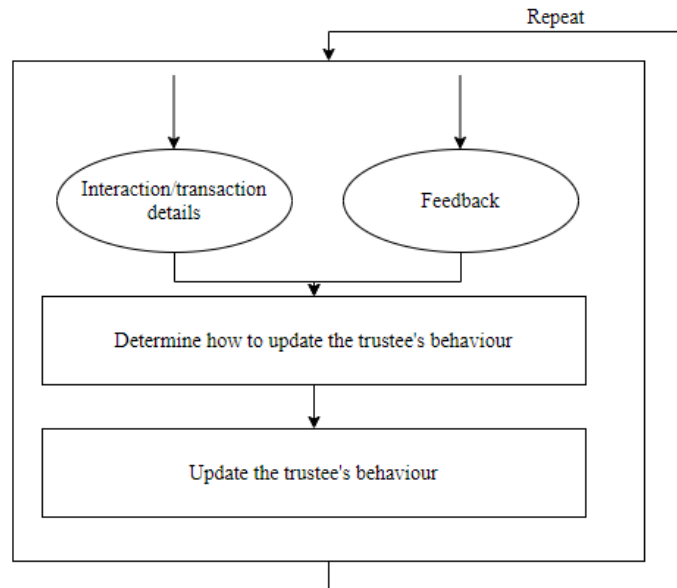 Repeat
Interaction/transaction
details
Feedback
Determine how to update the trustee's behaviour
Update the trustee's behaviour